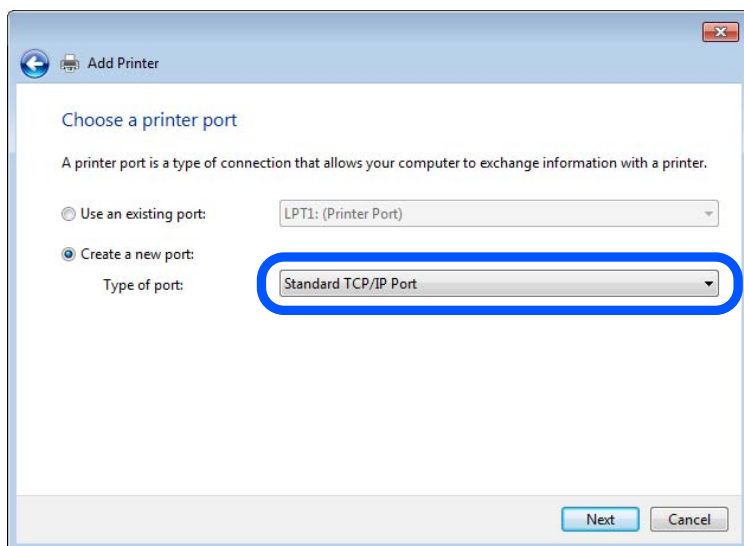 Add Printer
Choose a printer port
A printer port is a type of connection that allows your computer to exchange information with a printer.
Use an existing port: LPT1: (Printer Port)
Create a new port:
Type of port: Standard TCP/IP Port
Next Cancel